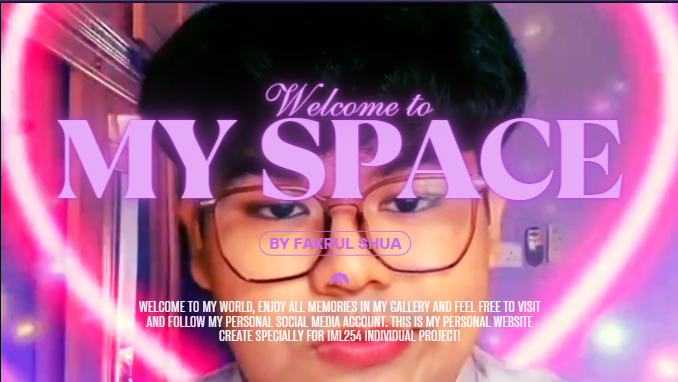 Welcome to
MY SPACE
BY FAKRUL SHUA
WELCOME TO MY WORLD, ENJOY ALL MEMORIES IN MY GALLERY AND FEEL FREE TO VISIT
AND FOLLOW MY PERSONAL SOCIAL MEDIA ACCOUNT. THIS IS MY PERSONAL WEBSITE
CREATE SPECIALLY FOR IML254 INDIVIDUAL PROJECT!